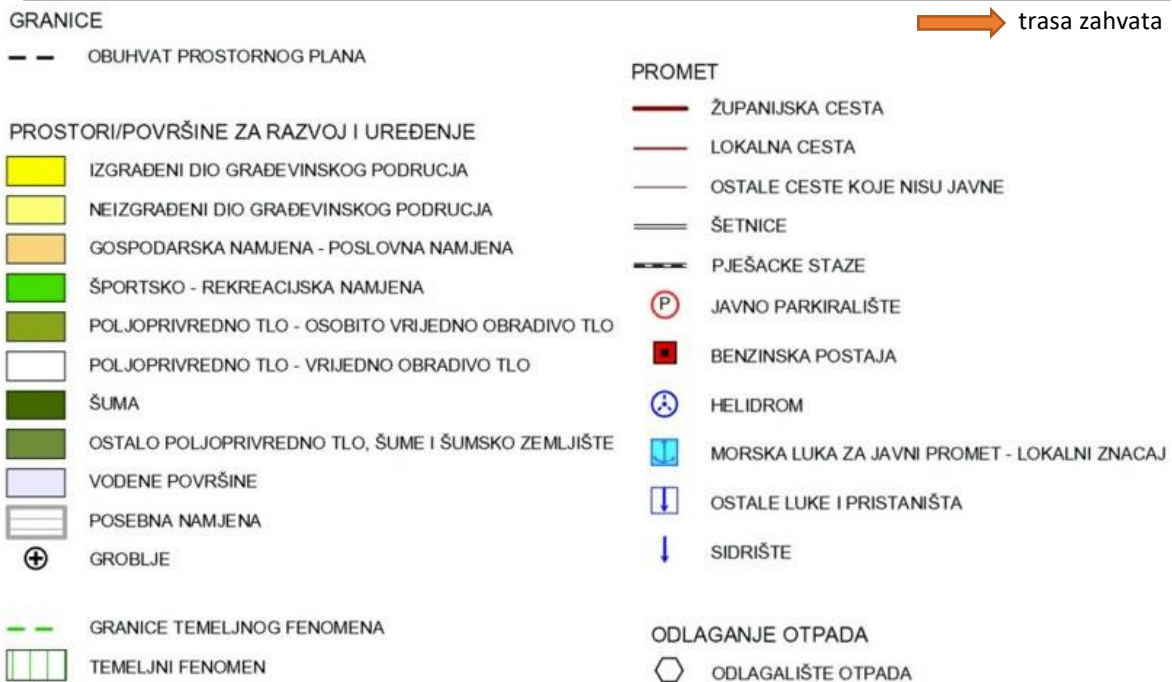 GRANICE
OBUHVAT PROSTORNOG PLANA
PROSTORI/POVRŠINE ZA RAZVOJ I UREĐENJE
IZGRAĐENI DIO GRAĐEVINSKOG PODRUCJA
NEIZGRAĐENI DIO GRAĐEVINSKOG PODRUCJA
GOSPODARSKA NAMJENA - POSLOVNA NAMJENA
ŠPORTSKO - REKREACIJSKA NAMJENA
POLJOPRIVREDNO TLO - OSOBITO VRIJEDNO OBRADIVO TLO
POLJOPRIVREDNO TLO - VRIJEDNO OBRADIVO TLO
ŠUMA
OSTALO POLJOPRIVREDNO TLO, ŠUME I ŠUMSKO ZEMLJIŠTE
VODENE POVRŠINE
POSEBNA NAMJENA
GROBLJE
GRANICE TEMELJNOG FENOMENA
TEMELJNI FENOMEN
trasa zahvata
PROMET
ŽUPANIJSKA CESTA
LOKALNA CESTA
OSTALE CESTE KOJE NISU JAVNE
ŠETNICE
PJEŠACKE STAZE
P JAVNO PARKIRALIŠTE
BENZINSKA POSTAJA
HELIDROM
MORSKA LUKA ZA JAVNI PROMET - LOKALNI ZNACAJ
OSTALE LUKE I PRISTANIŠTA
SIDRIŠTE
ODLAGANJE OTPADA
ODLAGALIŠTE OTPADA